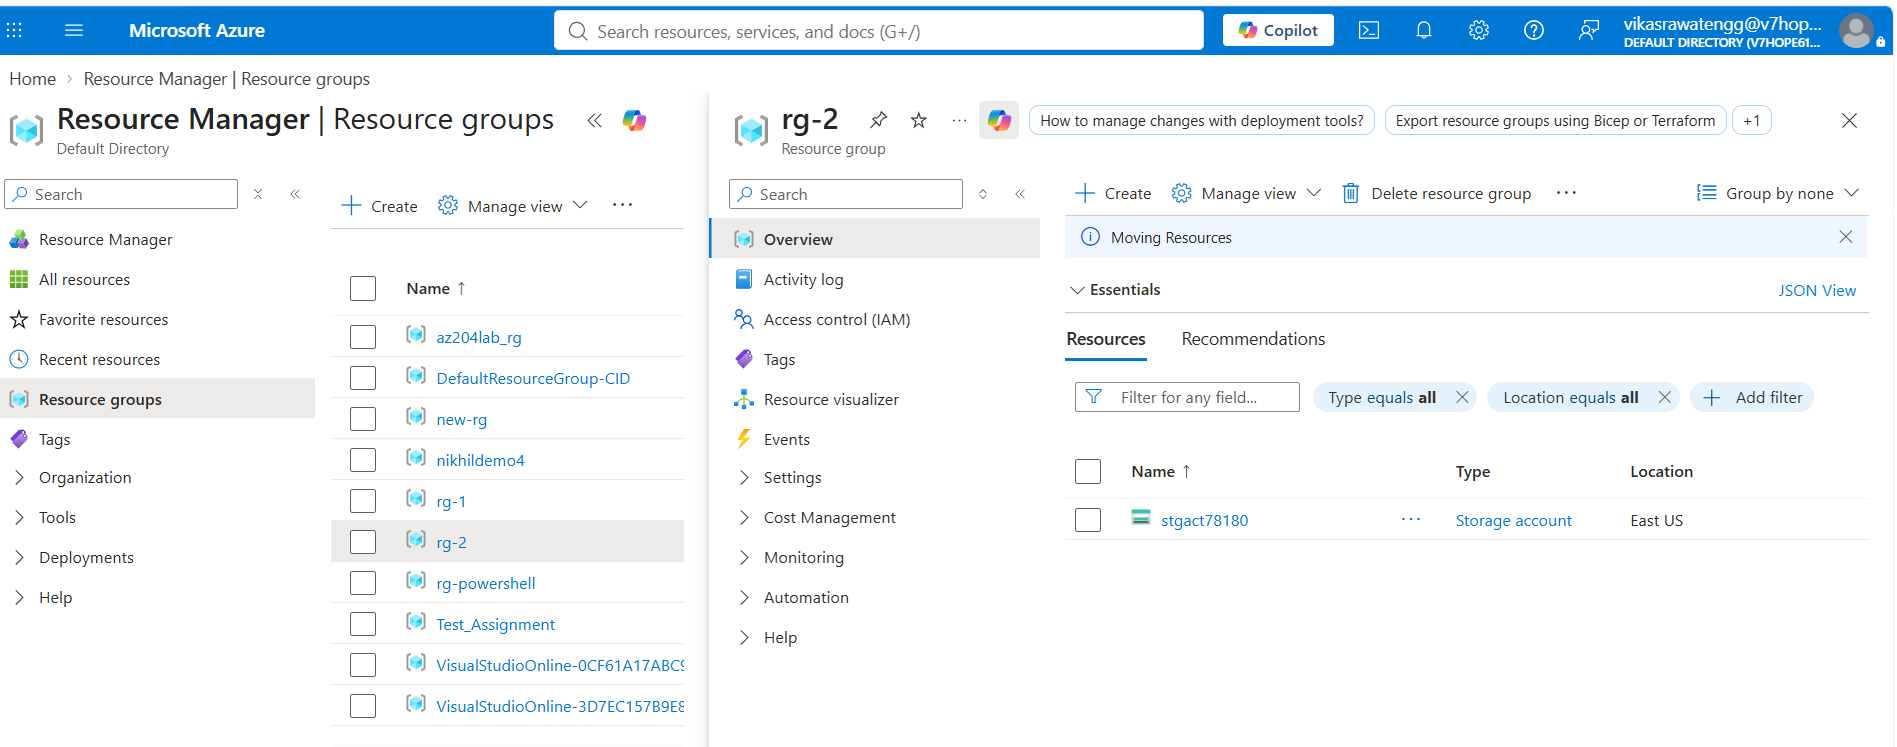 Microsoft Azure
Search resources, services, and docs (G+/)
Copilot
vikasrawatengg@v7hop...
DEFAULT DIRECTORY (V7HOPE61...
Home > Resource Manager | Resource groups
Resource Manager | Resource groups
Default Directory
Search
Resource Manager
All resources
Favorite resources
Recent resources
Resource groups
Tags
Organization
Tools
Deployments
Help
Create
Manage view
...
Name ↑
az204lab_rg
DefaultResourceGroup-CID
new-rg
nikhildemo4
rg-1
rg-2
rg-powershell
Test_Assignment
VisualStudioOnline-0CF61A17ABC9
VisualStudioOnline-3D7EC157B9E8
rg-2
...
Resource group
How to manage changes with deployment tools?
Export resource groups using Bicep or Terraform
+1
Search
Overview
Activity log
Access control (IAM)
Tags
Resource visualizer
Events
Settings
Cost Management
Monitoring
Automation
Help
Create
Manage view
Delete resource group
...
Group by none
Moving Resources
Essentials
JSON View
Resources
Recommendations
Filter for any field...
Type equals all
Location equals all
Add filter
Name ↑ Type Location
stgact78180 ... Storage account East US